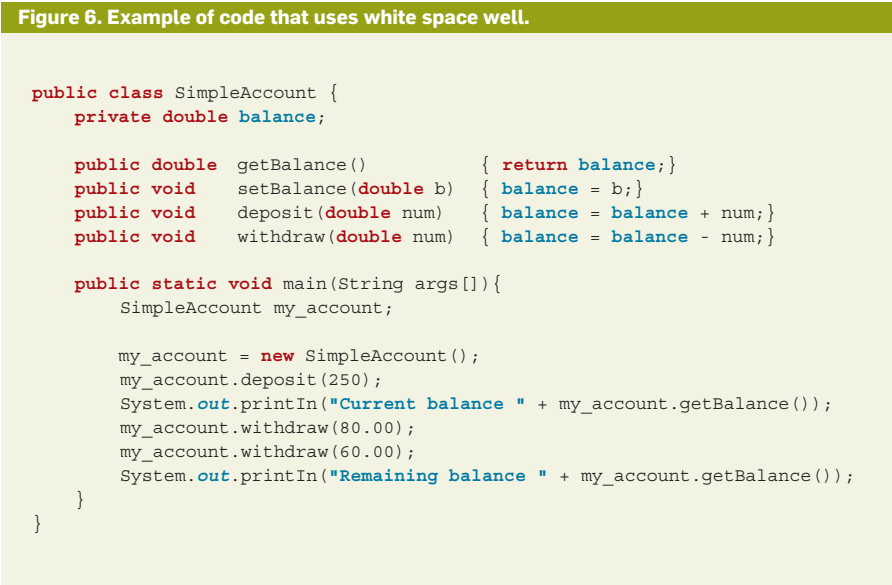 Figure 6. Example of code that uses white space well.
public class SimpleAccount {
    private double balance;
    public double  getBalance()          { return balance;}
    public void    setBalance(double b)  { balance = b;}
    public void    deposit(double num)   { balance = balance + num;}
    public void    withdraw(double num)  { balance = balance - num;}
    public static void main(String args[]){
        SimpleAccount my_account;
        my_account = new SimpleAccount();
        my_account.deposit(250);
        System.out.printIn("Current balance " + my_account.getBalance());
        my_account.withdraw(80.00);
        my_account.withdraw(60.00);
        System.out.printIn("Remaining balance " + my_account.getBalance());
    }
}